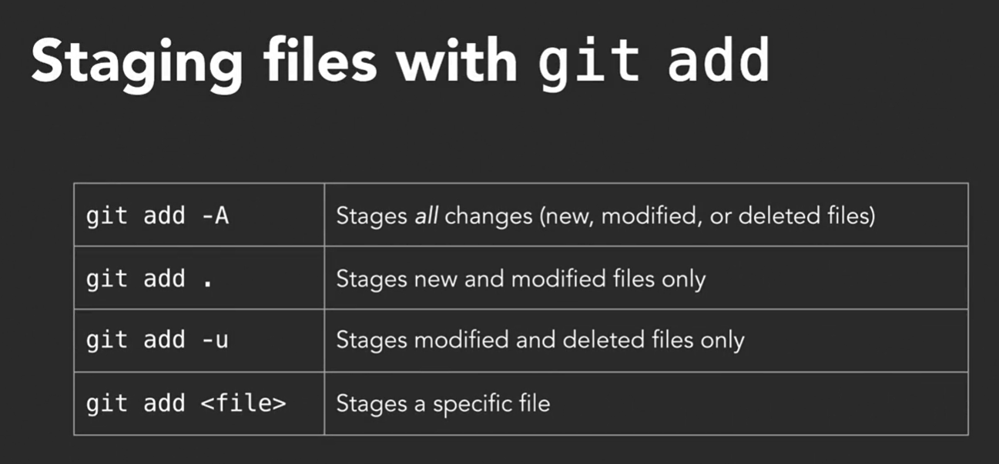 Staging files with git add
git add -A
Stages all changes (new, modified, or deleted files)
git add .
Stages new and modified files only
git add -u
Stages modified and deleted files only
git add <file>
Stages a specific file